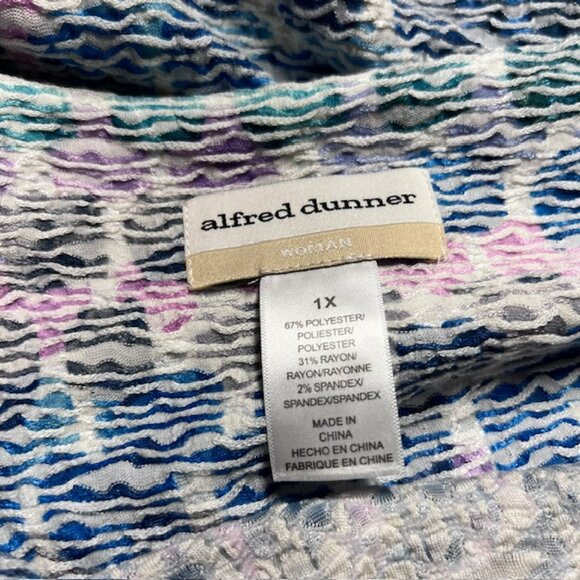 alfred dunner
WOMAN
1X
67% POLYESTER/
POLIESTER/
POLYESTER
31% RAYON/
RAYON/RAYONNE
2% SPANDEX/
SPANDEX/SPANDEX
MADE IN
CHINA
HECHO EN CHINA
FABRIQUE EN CHINE